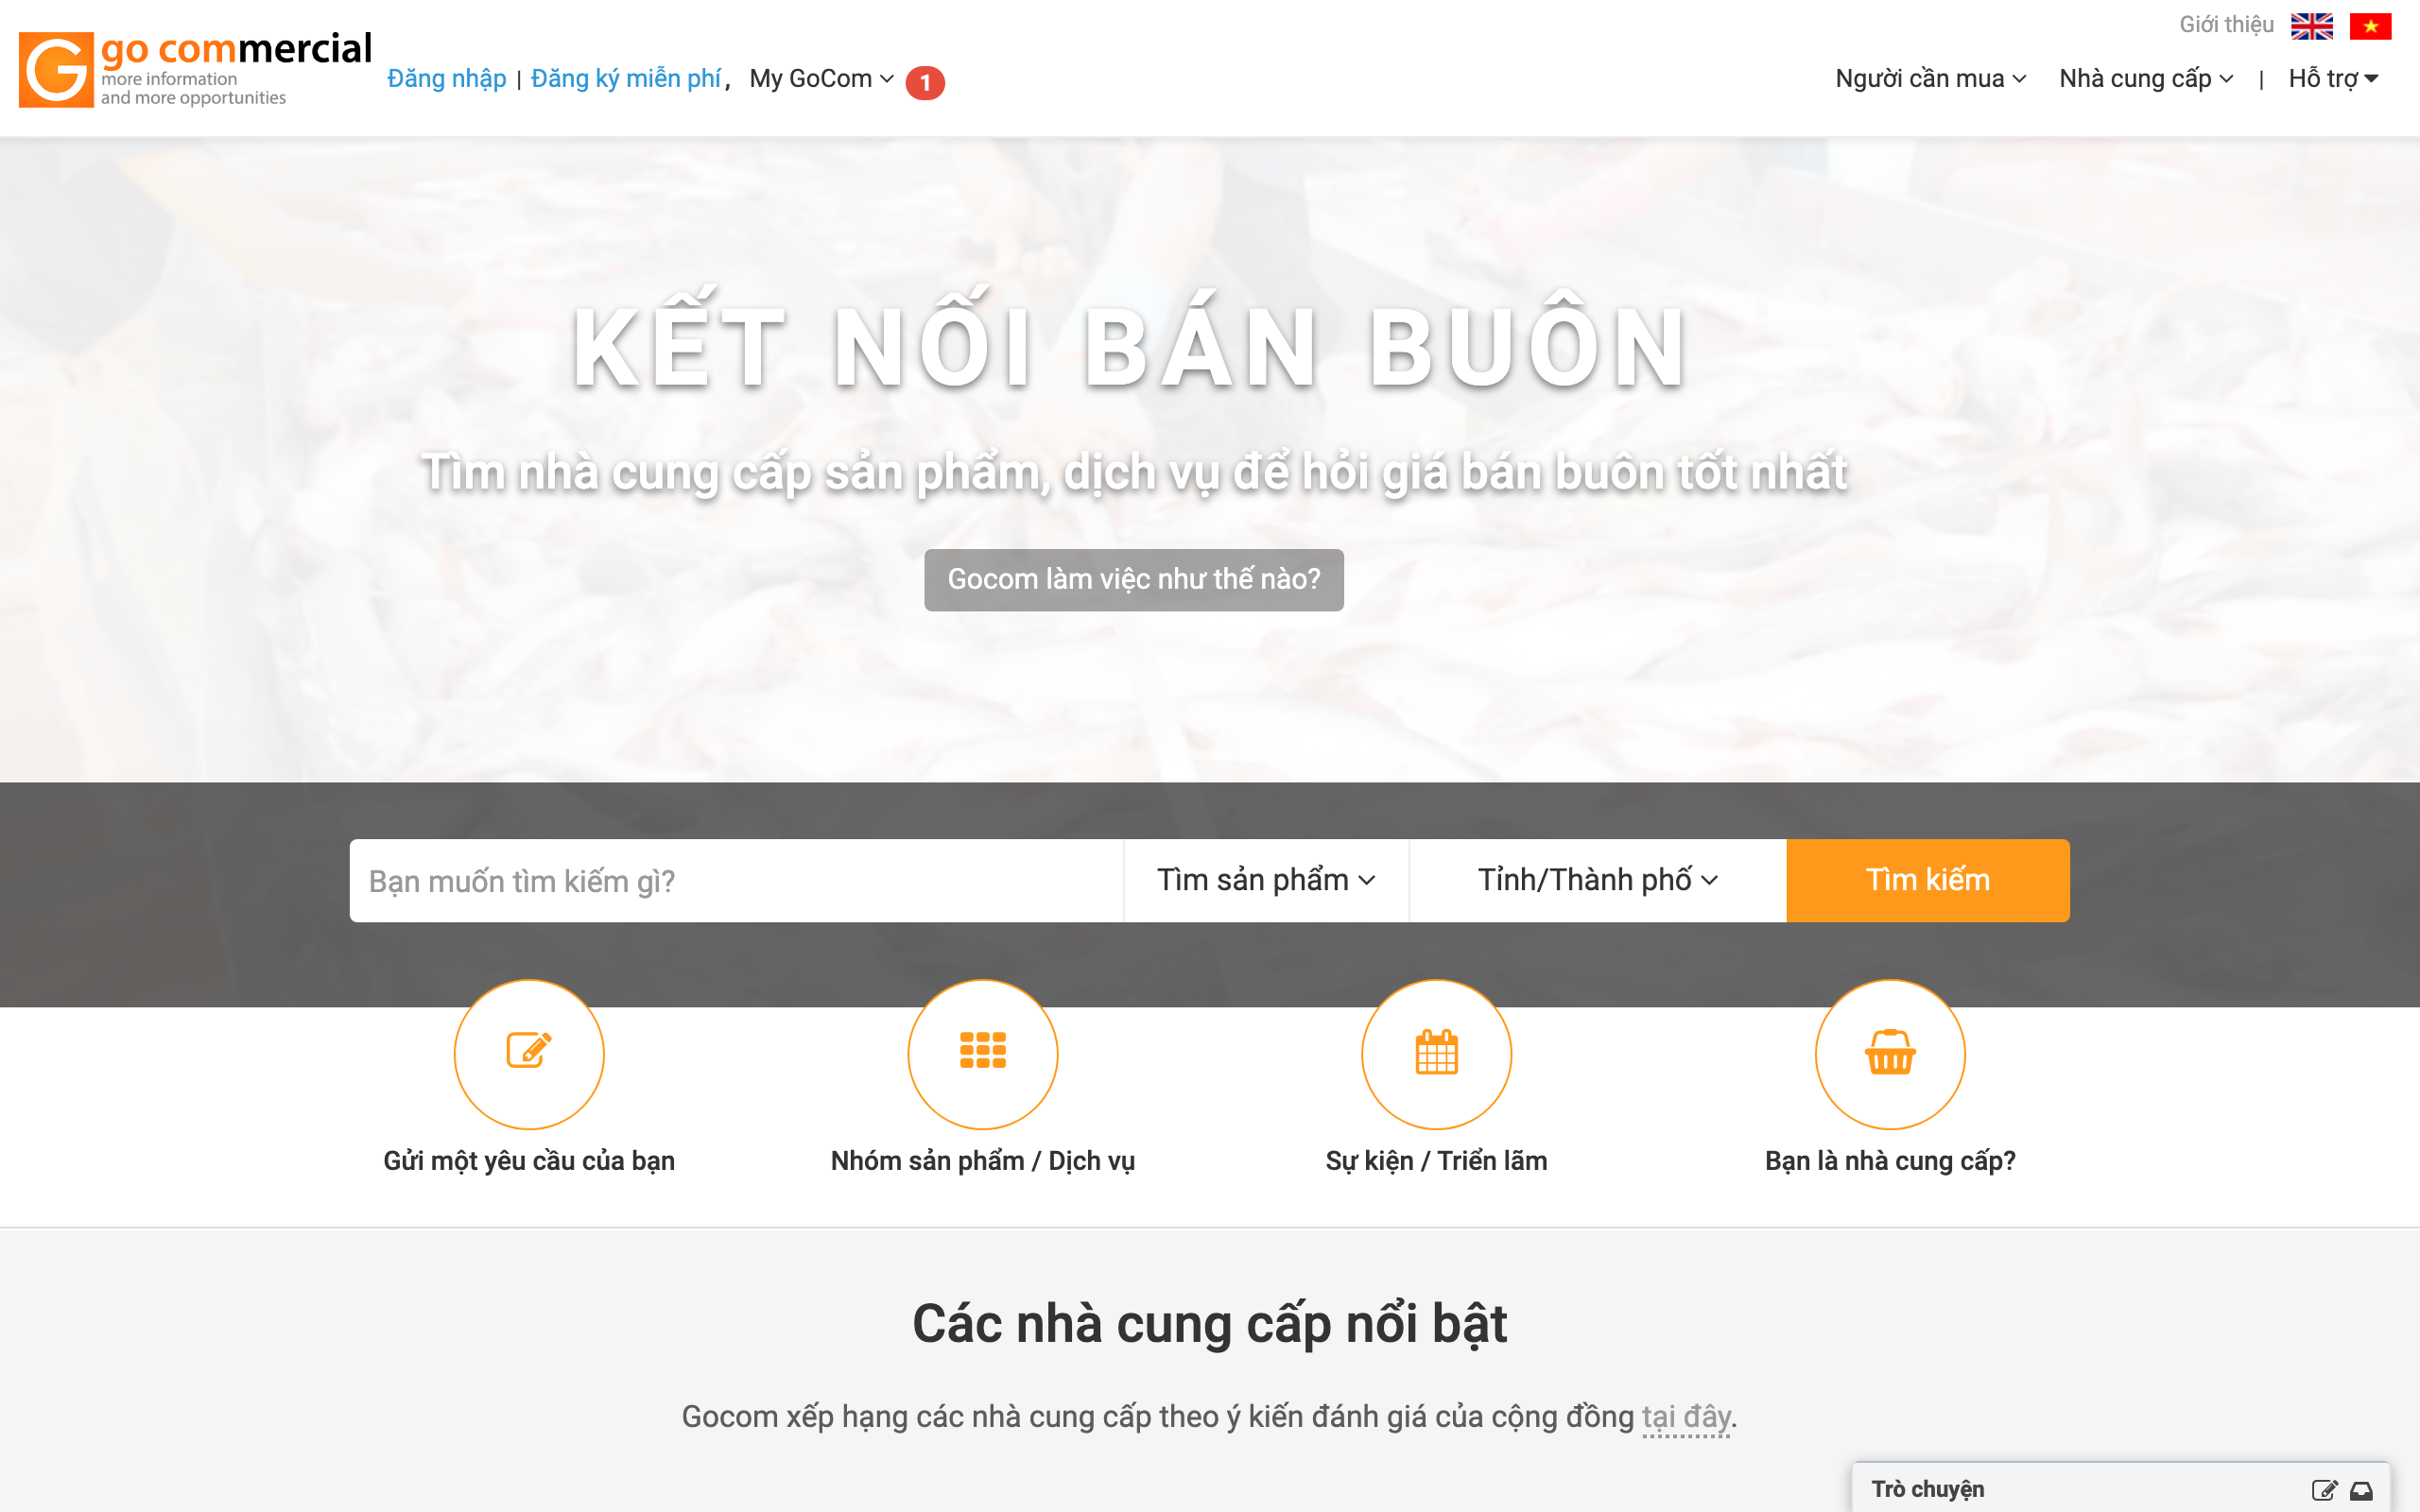 Giới thiệu
go commercial
more information
and more opportunities
Đăng nhập | Đăng ký miễn phí, My GoCom 1
Người cần mua Nhà cung cấp | Hỗ trợ
KẾT NỐI BÁN BUÔN
Tìm nhà cung cấp sản phẩm, dịch vụ để hỏi giá bán buôn tốt nhất
Gocom làm việc như thế nào?
Bạn muốn tìm kiếm gì? Tìm sản phẩm Tỉnh/Thành phố Tìm kiếm
Gửi một yêu cầu của bạn
Nhóm sản phẩm / Dịch vụ
Sự kiện / Triển lãm
Bạn là nhà cung cấp?
Các nhà cung cấp nổi bật
Gocom xếp hạng các nhà cung cấp theo ý kiến đánh giá của cộng đồng tại đây.
Trò chuyện